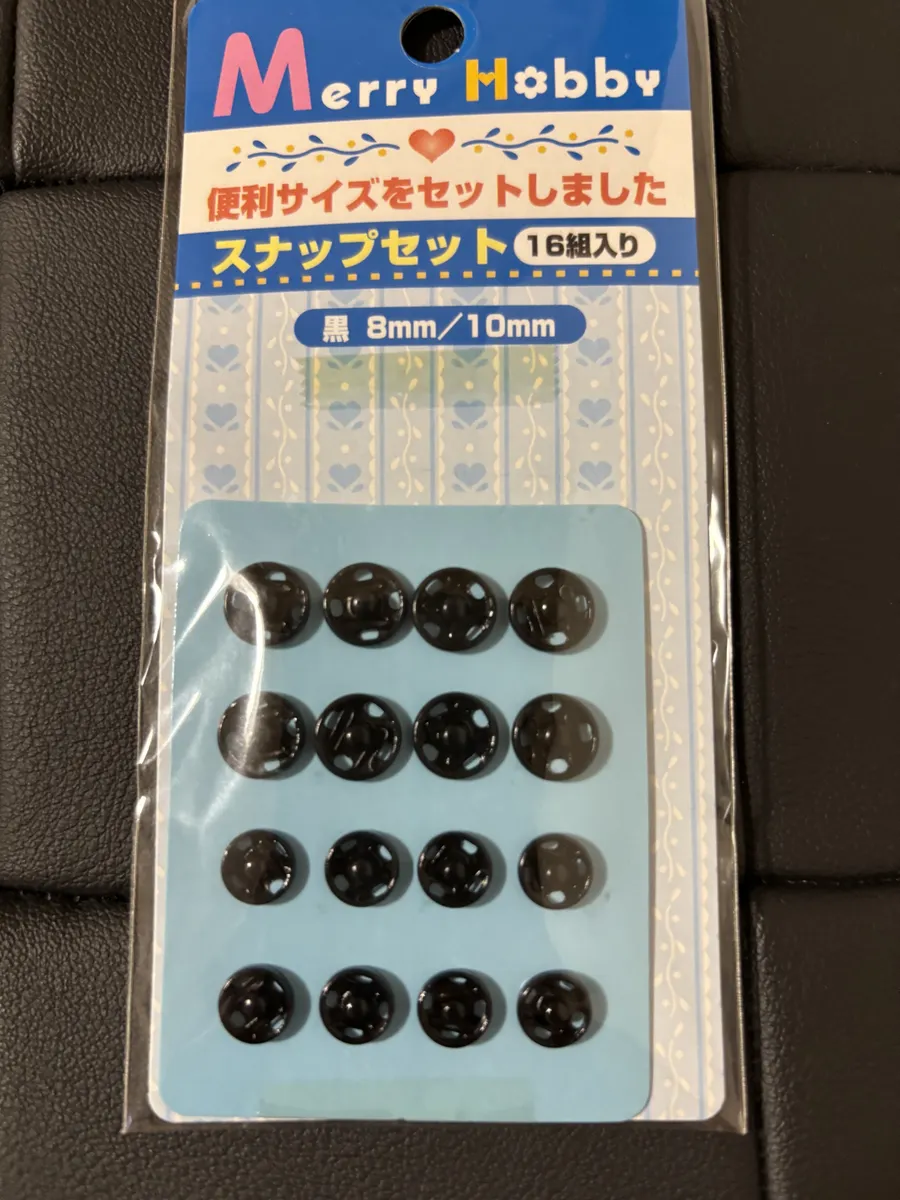 Merry Hobby
便利サイズをセットしました
スナップセット 16組入り
黒 8mm/10mm